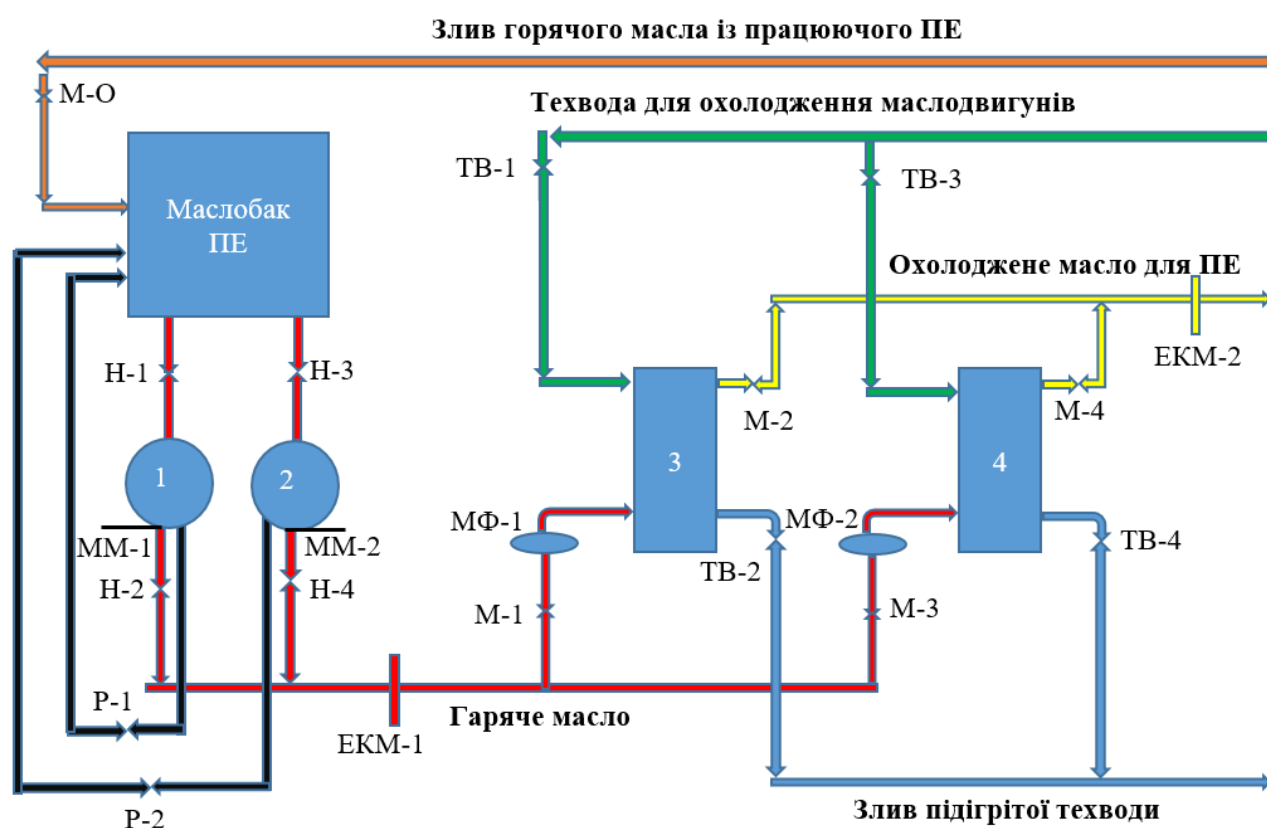 Злив горячого масла із працюючого ПЕ
М-О
Техвода для охолодження маслодвигунів
ТВ-1
ТВ-3
Маслобак
ПЕ
Охолоджене масло для ПЕ
ЕКМ-2
Н-1
Н-3
М-2
М-4
1
2
3
4
МФ-1
МФ-2
ММ-1
ММ-2
ТВ-2
ТВ-4
Н-2
Н-4
М-1
М-3
Р-1
Гаряче масло
ЕКМ-1
Р-2
Злив підігрітої техводи